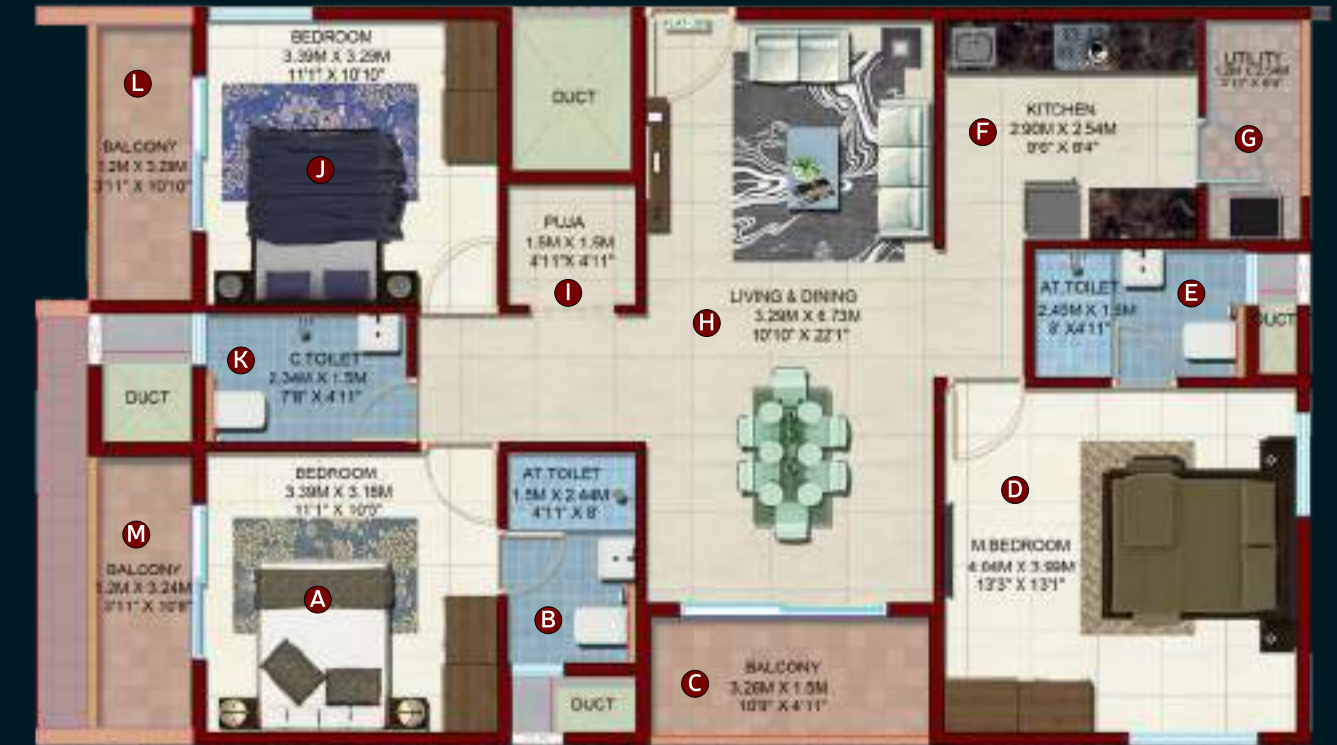 L
BALCONY
1.2M X 3.29M
3'11" X 10'10"
BEDROOM
3.39M X 3.29M
11'1" X 10'10"
J
DUCT
PUJA
1.5M X 1.5M
4'11"X 4'11"
I
LIVING & DINING
3.29M X 6.73M
10'10" X 22'1"
H
KITCHEN
2.90M X 2.54M
9'6" X 8'4"
F
UTILITY
G
AT.TOILET
2.45M X 1.5M
8' X4'11"
E
DUCT
K
C.TOILET
2.34M X 1.5M
7'8" X 4'11"
DUCT
M
BALCONY
1.2M X 3.24M
BEDROOM
3.39M X 3.18M
11'1" X 10'5"
A
AT.TOILET
1.5M X 2.44M
4'11" X 8'
B
DUCT
C
BALCONY
3.28M X 1.5M
10'9" X 4'11"
D
M.BEDROOM
4.04M X 3.99M
13'3" X 13'1"